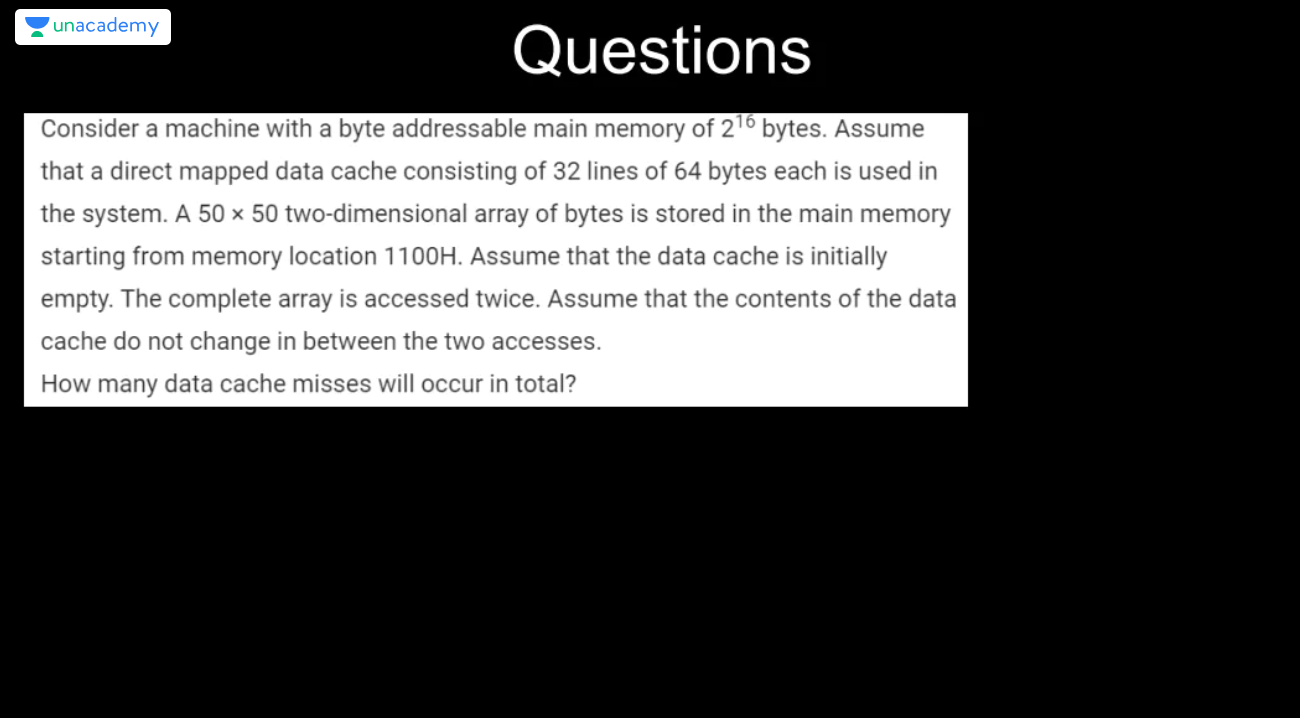 unacademy
Questions
Consider a machine with a byte addressable main memory of 2¹⁶ bytes. Assume
that a direct mapped data cache consisting of 32 lines of 64 bytes each is used in
the system. A 50 × 50 two-dimensional array of bytes is stored in the main memory
starting from memory location 1100H. Assume that the data cache is initially
empty. The complete array is accessed twice. Assume that the contents of the data
cache do not change in between the two accesses.
How many data cache misses will occur in total?